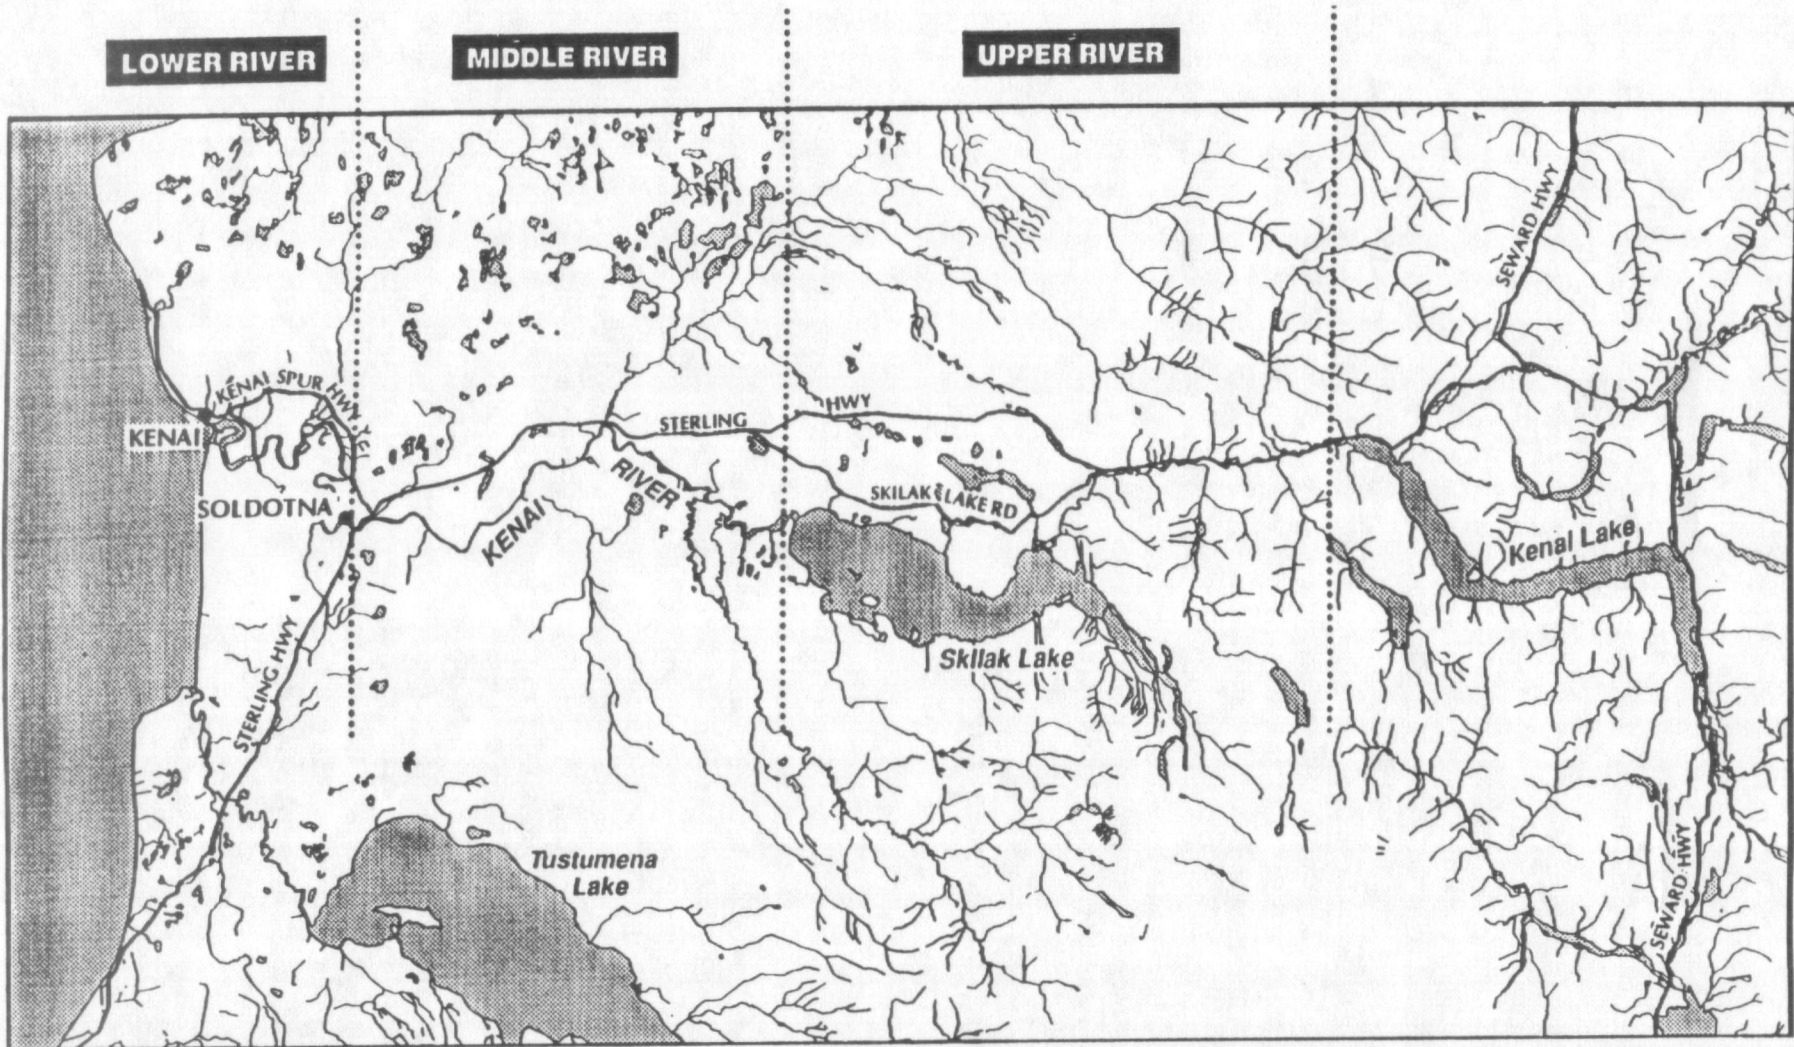 LOWER RIVER
MIDDLE RIVER
UPPER RIVER
SEWARD HWY
KENAI SPUR HWY
KENAI
STERLING
HWY
SOLDOTNA
KENAI
RIVER
SKILAK LAKE RD
Kenai Lake
Skilak Lake
STERLING HWY
Tustumena
Lake
SEWARD HWY